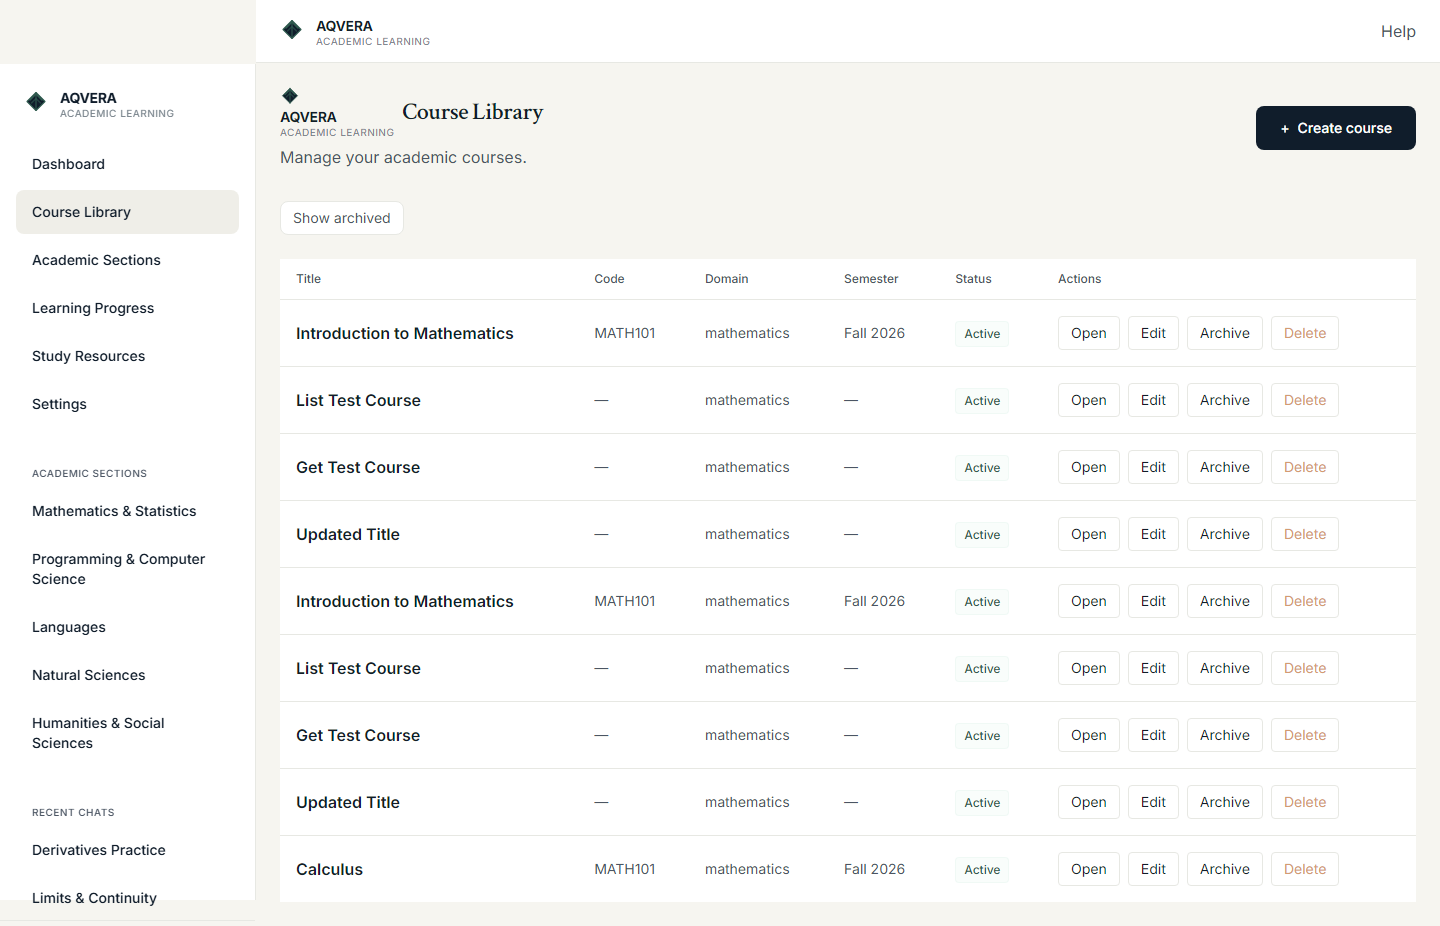 AQVERA
ACADEMIC LEARNING
Help
AQVERA
ACADEMIC LEARNING
Dashboard
Course Library
Academic Sections
Learning Progress
Study Resources
Settings
ACADEMIC SECTIONS
Mathematics & Statistics
Programming & Computer
Science
Languages
Natural Sciences
Humanities & Social
Sciences
RECENT CHATS
Derivatives Practice
Limits & Continuity
AQVERA
ACADEMIC LEARNING
Course Library
Manage your academic courses.
+ Create course
Show archived
Title Code Domain Semester Status Actions
Introduction to Mathematics MATH101 mathematics Fall 2026 Active Open Edit Archive Delete
List Test Course — mathematics — Active Open Edit Archive Delete
Get Test Course — mathematics — Active Open Edit Archive Delete
Updated Title — mathematics — Active Open Edit Archive Delete
Introduction to Mathematics MATH101 mathematics Fall 2026 Active Open Edit Archive Delete
List Test Course — mathematics — Active Open Edit Archive Delete
Get Test Course — mathematics — Active Open Edit Archive Delete
Updated Title — mathematics — Active Open Edit Archive Delete
Calculus MATH101 mathematics Fall 2026 Active Open Edit Archive Delete